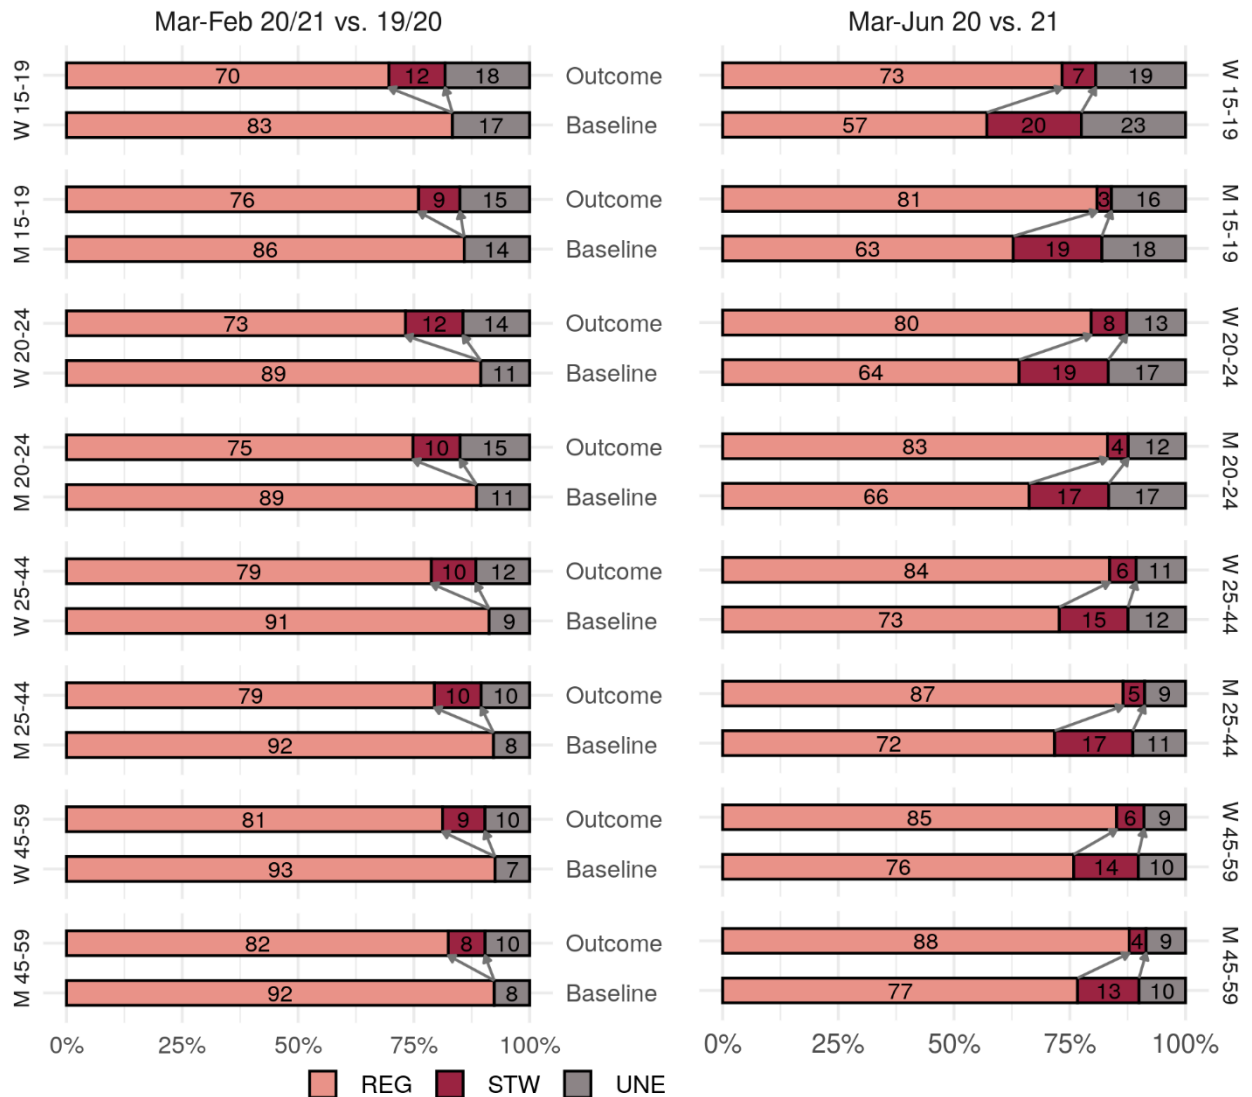 Mar-Feb 20/21 vs. 19/20
Mar-Jun 20 vs. 21
W 15-19
70 12 18 Outcome
83 17 Baseline
73 7 19
57 20 23
W 15-19
M 15-19
76 9 15 Outcome
86 14 Baseline
81 3 16
63 19 18
M 15-19
W 20-24
73 12 14 Outcome
89 11 Baseline
80 8 13
64 19 17
W 20-24
M 20-24
75 10 15 Outcome
89 11 Baseline
83 4 12
66 17 17
M 20-24
W 25-44
79 10 12 Outcome
91 9 Baseline
84 6 11
73 15 12
W 25-44
M 25-44
79 10 10 Outcome
92 8 Baseline
87 5 9
72 17 11
M 25-44
W 45-59
81 9 10 Outcome
93 7 Baseline
85 6 9
76 14 10
W 45-59
M 45-59
82 8 10 Outcome
92 8 Baseline
88 4 9
77 13 10
M 45-59
0% 25% 50% 75% 100%
0% 25% 50% 75% 100%
REG STW UNE